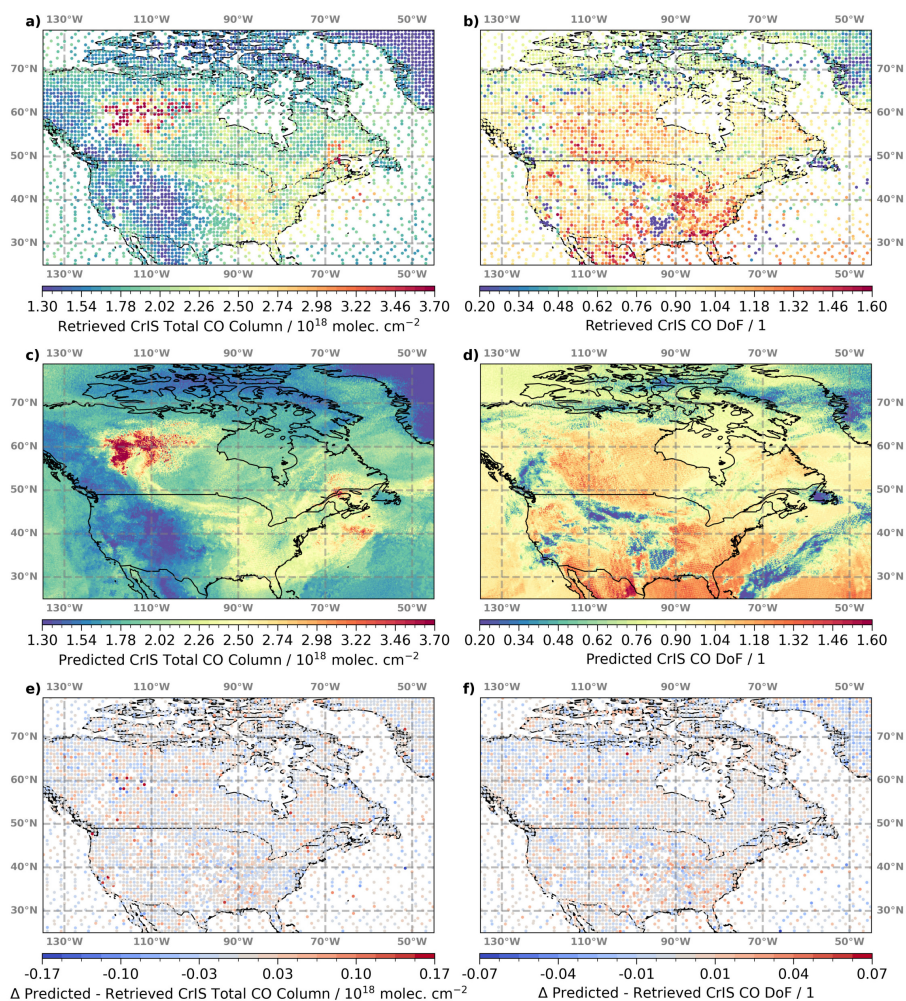 a) 130°W 110°W 90°W 70°W 50°W
70°N
60°N
50°N
40°N
30°N
1.30 1.54 1.78 2.02 2.26 2.50 2.74 2.98 3.22 3.46 3.70
Retrieved CrIS Total CO Column / 10¹⁸ molec. cm⁻²
b) 130°W 110°W 90°W 70°W 50°W
70°N
60°N
50°N
40°N
30°N
0.20 0.34 0.48 0.62 0.76 0.90 1.04 1.18 1.32 1.46 1.60
Retrieved CrIS CO DoF / 1
c) 130°W 110°W 90°W 70°W 50°W
70°N
60°N
50°N
40°N
30°N
1.30 1.54 1.78 2.02 2.26 2.50 2.74 2.98 3.22 3.46 3.70
Predicted CrIS Total CO Column / 10¹⁸ molec. cm⁻²
d) 130°W 110°W 90°W 70°W 50°W
70°N
60°N
50°N
40°N
30°N
0.20 0.34 0.48 0.62 0.76 0.90 1.04 1.18 1.32 1.46 1.60
Predicted CrIS CO DoF / 1
e) 130°W 110°W 90°W 70°W 50°W
70°N
60°N
50°N
40°N
30°N
-0.17 -0.10 -0.03 0.03 0.10 0.17
Δ Predicted - Retrieved CrIS Total CO Column / 10¹⁸ molec. cm⁻²
f) 130°W 110°W 90°W 70°W 50°W
70°N
60°N
50°N
40°N
30°N
-0.07 -0.04 -0.01 0.01 0.04 0.07
Δ Predicted - Retrieved CrIS CO DoF / 1